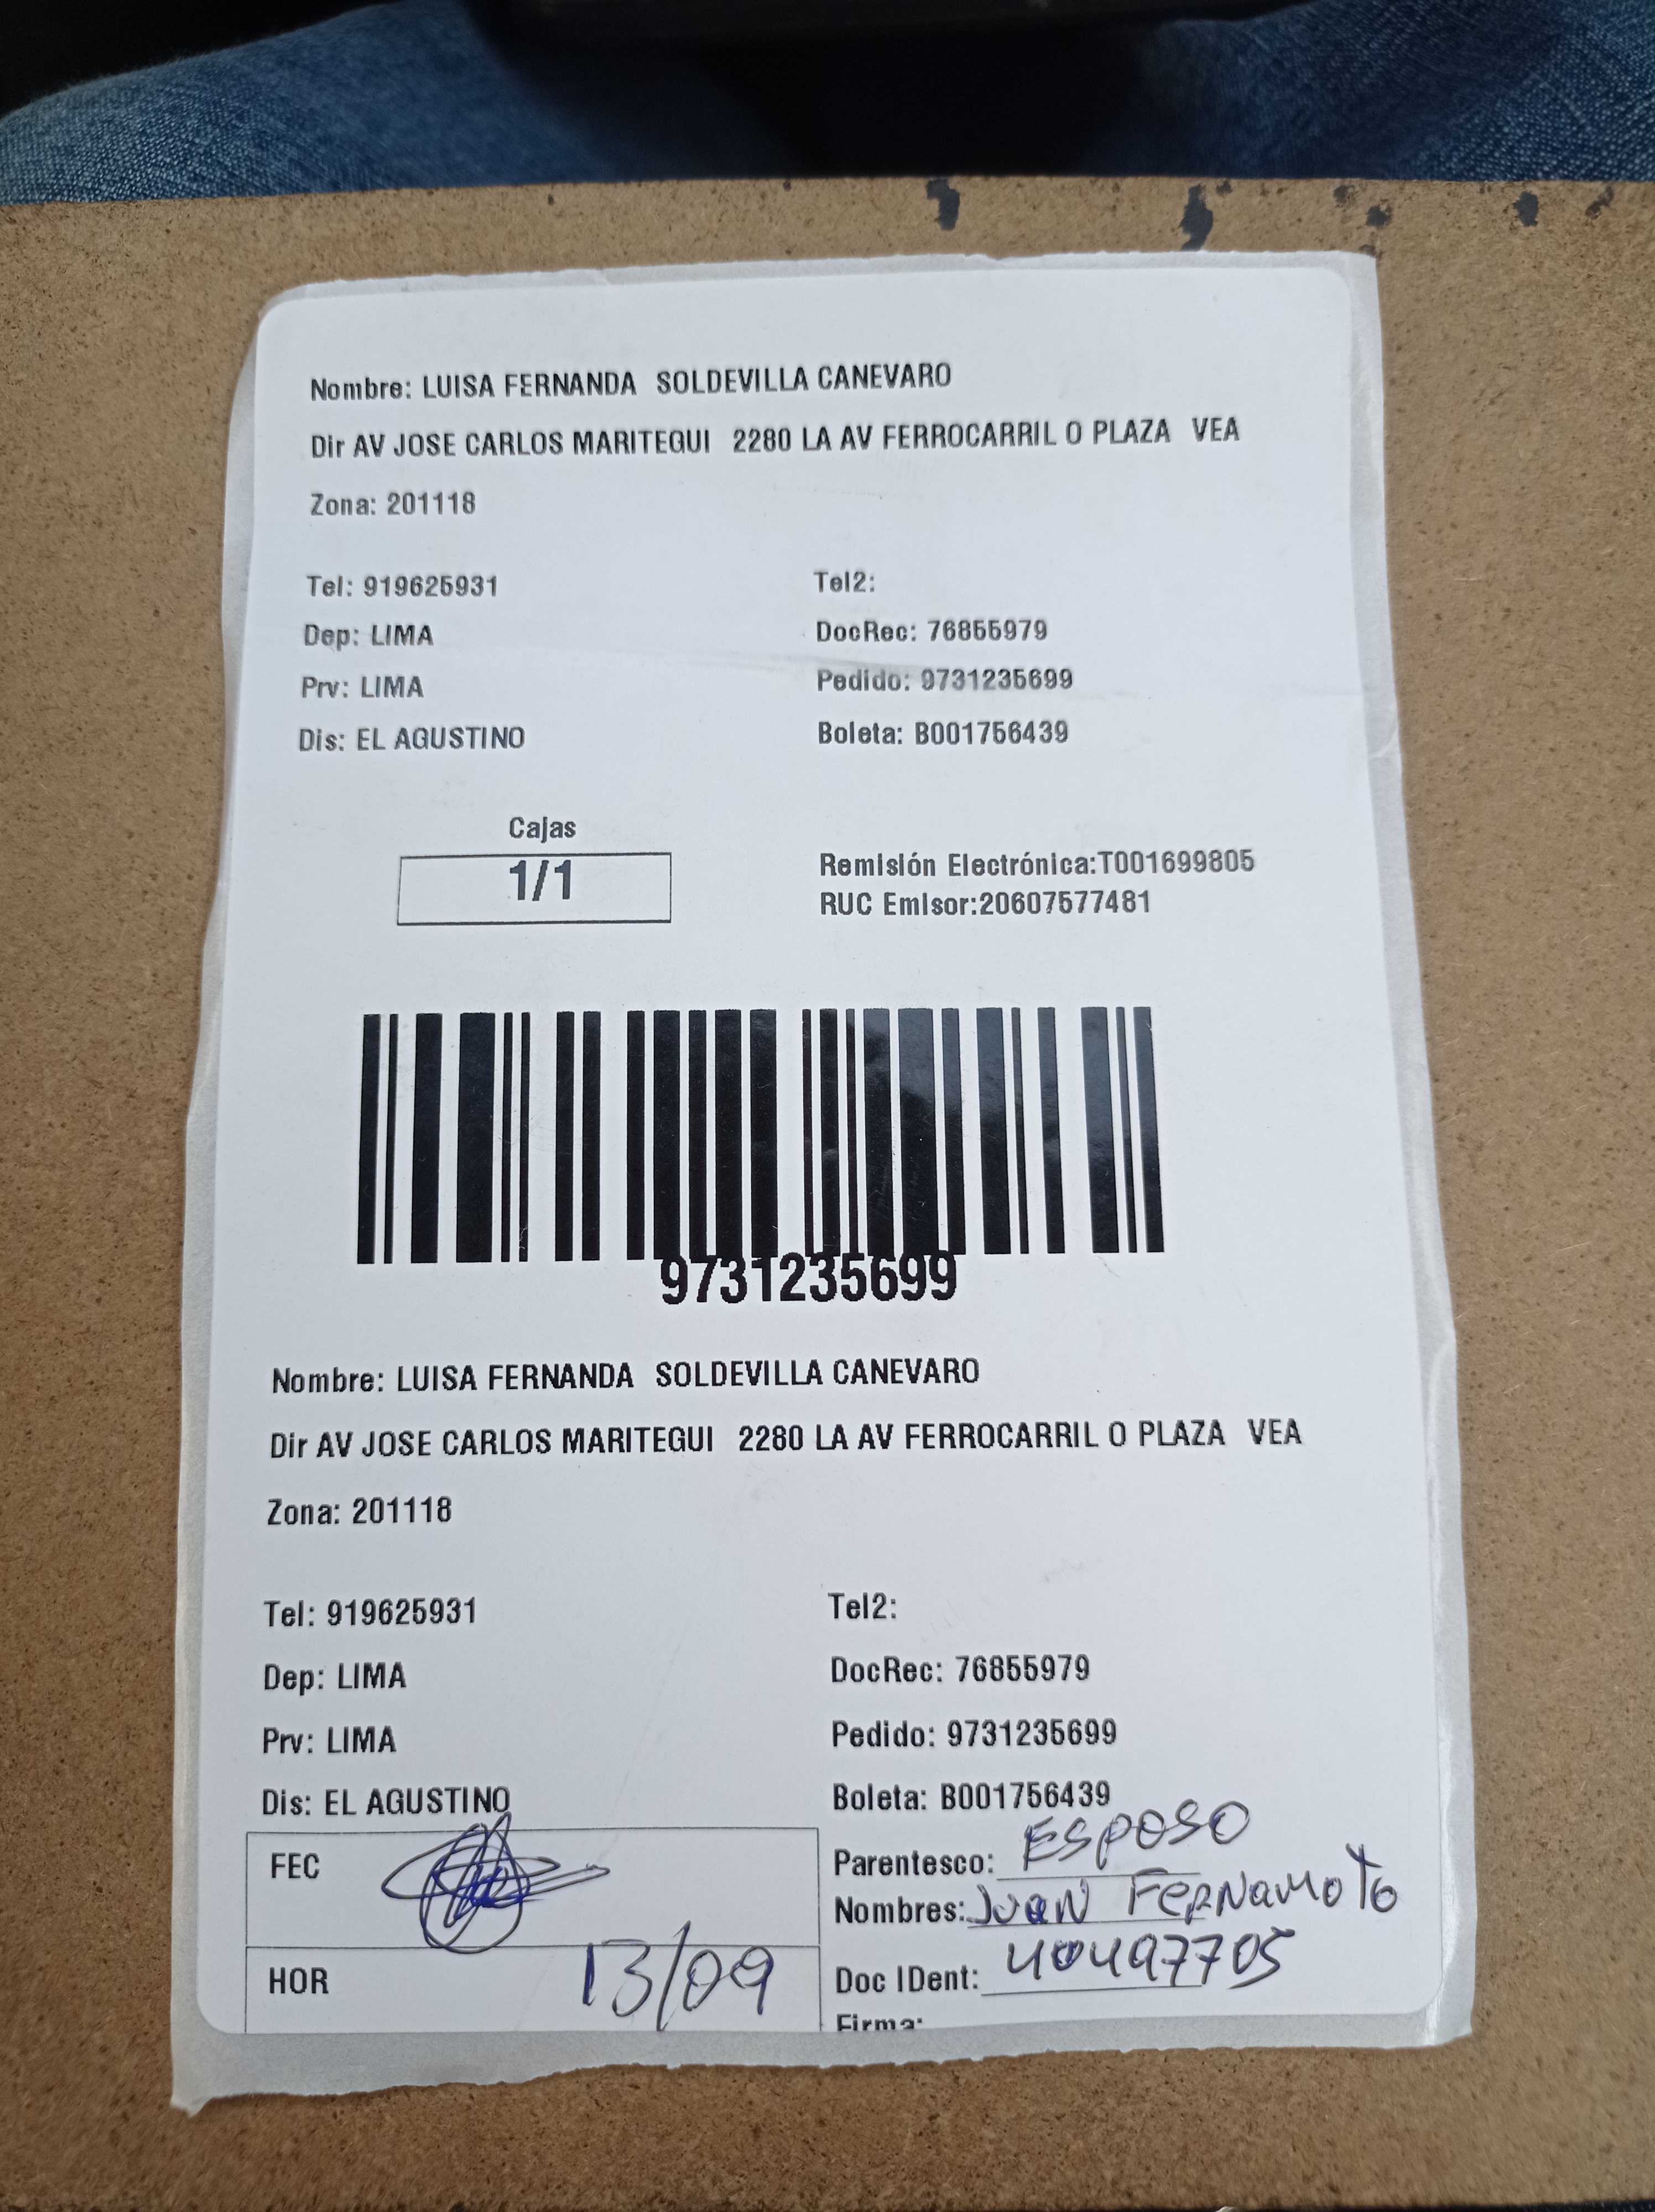 Nombre: LUISA FERNANDA SOLDEVILLA CANEVARO
Dir AV JOSE CARLOS MARITEGUI 2280 LA AV FERROCARRIL O PLAZA VEA
Zona: 201118
Tel: 919625931 Tel2:
Dep: LIMA DocRec: 76855979
Prv: LIMA Pedido: 9731235699
Dis: EL AGUSTINO Boleta: B001756439
Cajas
1/1
Remisión Electrónica:T001699805
RUC Emisor:20607577481
9731235699
Nombre: LUISA FERNANDA SOLDEVILLA CANEVARO
Dir AV JOSE CARLOS MARITEGUI 2280 LA AV FERROCARRIL O PLAZA VEA
Zona: 201118
Tel: 919625931 Tel2:
Dep: LIMA DocRec: 76855979
Prv: LIMA Pedido: 9731235699
Dis: EL AGUSTINO Boleta: B001756439
FEC Parentesco: Esposo
Nombres: Juan
HOR 13/09 Doc IDent: 40497705
Firma: